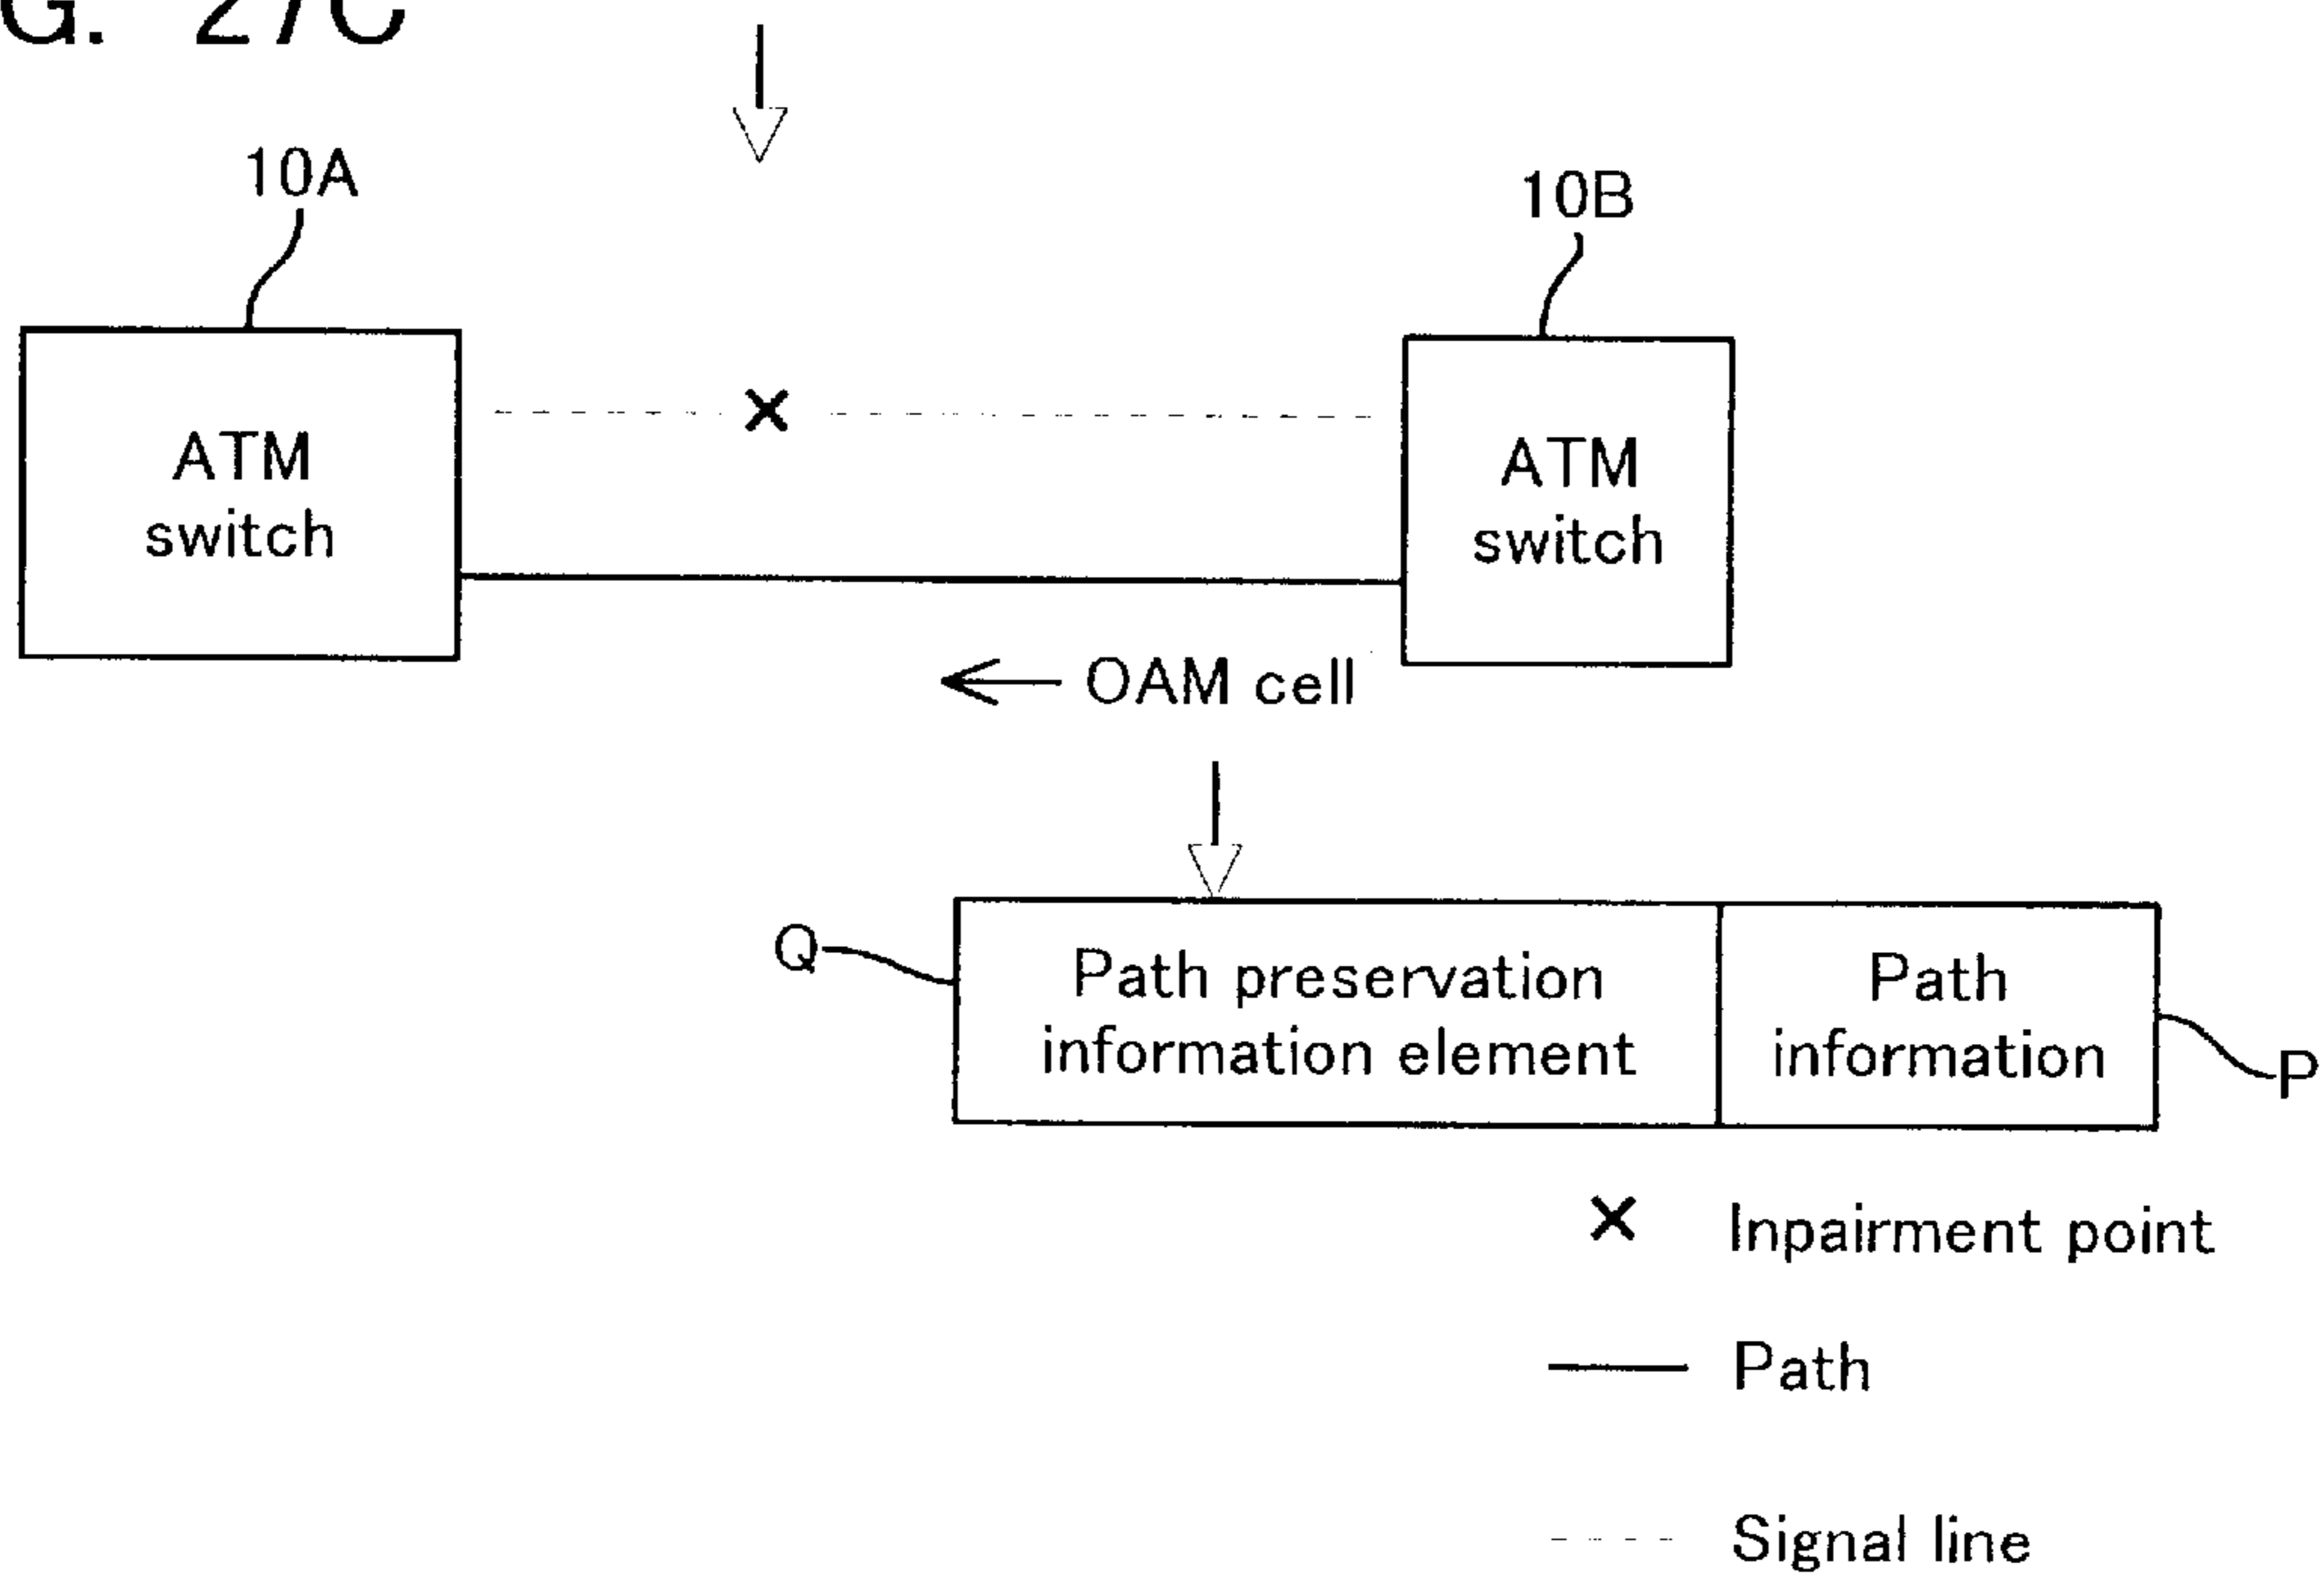 G. 27C
10A
10B
ATM
switch
ATM
switch
OAM cell
Q
Path preservation
information element
Path
information
P
Inpairment point
Path
Signal line